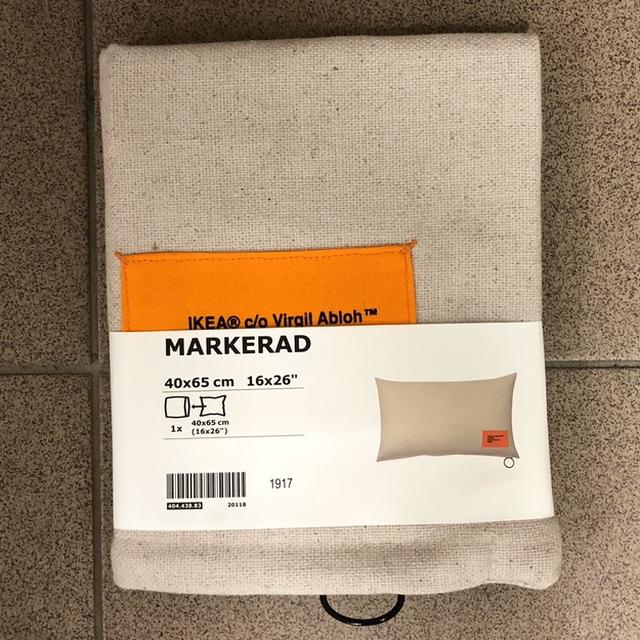 IKEA® c/o Virgil Abloh™
MARKERAD
40x65 cm 16x26"
1x
40x65 cm
(16x26")
1917
404.438.83 20118